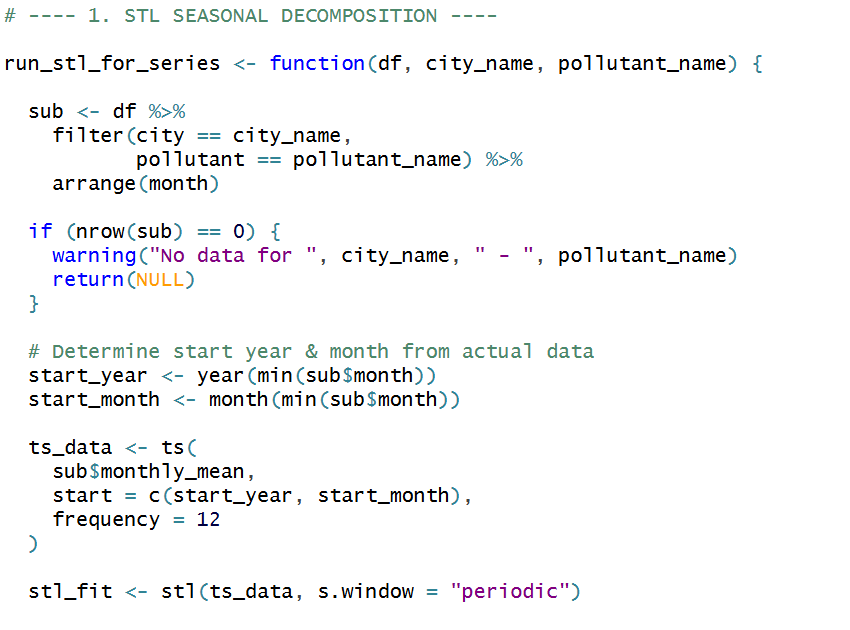 # ---- 1. STL SEASONAL DECOMPOSITION ----
run_stl_for_series <- function(df, city_name, pollutant_name) {
sub <- df %>%
filter(city == city_name,
pollutant == pollutant_name) %>%
arrange(month)
if (nrow(sub) == 0) {
warning("No data for ", city_name, " - ", pollutant_name)
return(NULL)
}
# Determine start year & month from actual data
start_year <- year(min(sub$month))
start_month <- month(min(sub$month))
ts_data <- ts(
sub$monthly_mean,
start = c(start_year, start_month),
frequency = 12
)
stl_fit <- stl(ts_data, s.window = "periodic")